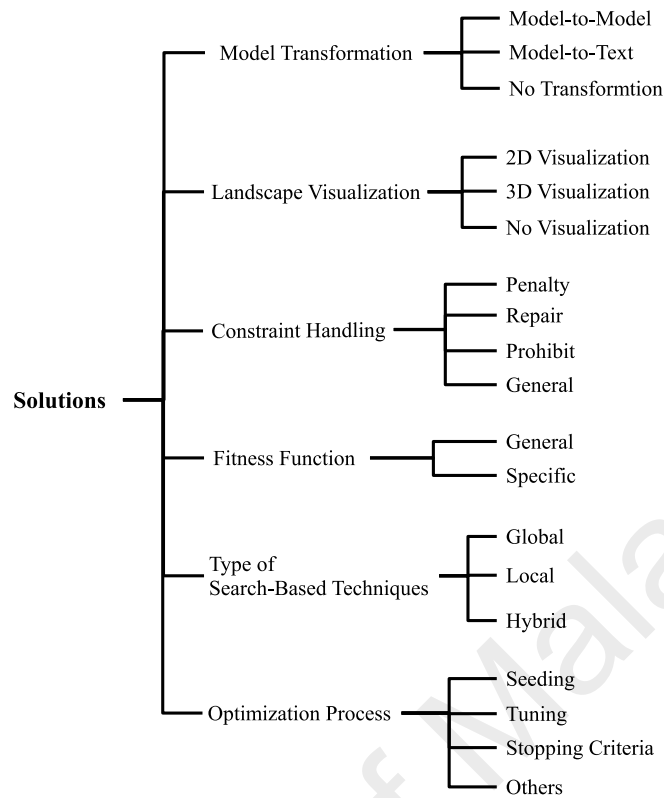 Solutions
Model Transformation
Model-to-Model
Model-to-Text
No Transformtion
Landscape Visualization
2D Visualization
3D Visualization
No Visualization
Constraint Handling
Penalty
Repair
Prohibit
General
Fitness Function
General
Specific
Type of
Search-Based Techniques
Global
Local
Hybrid
Optimization Process
Seeding
Tuning
Stopping Criteria
Others
of Mala